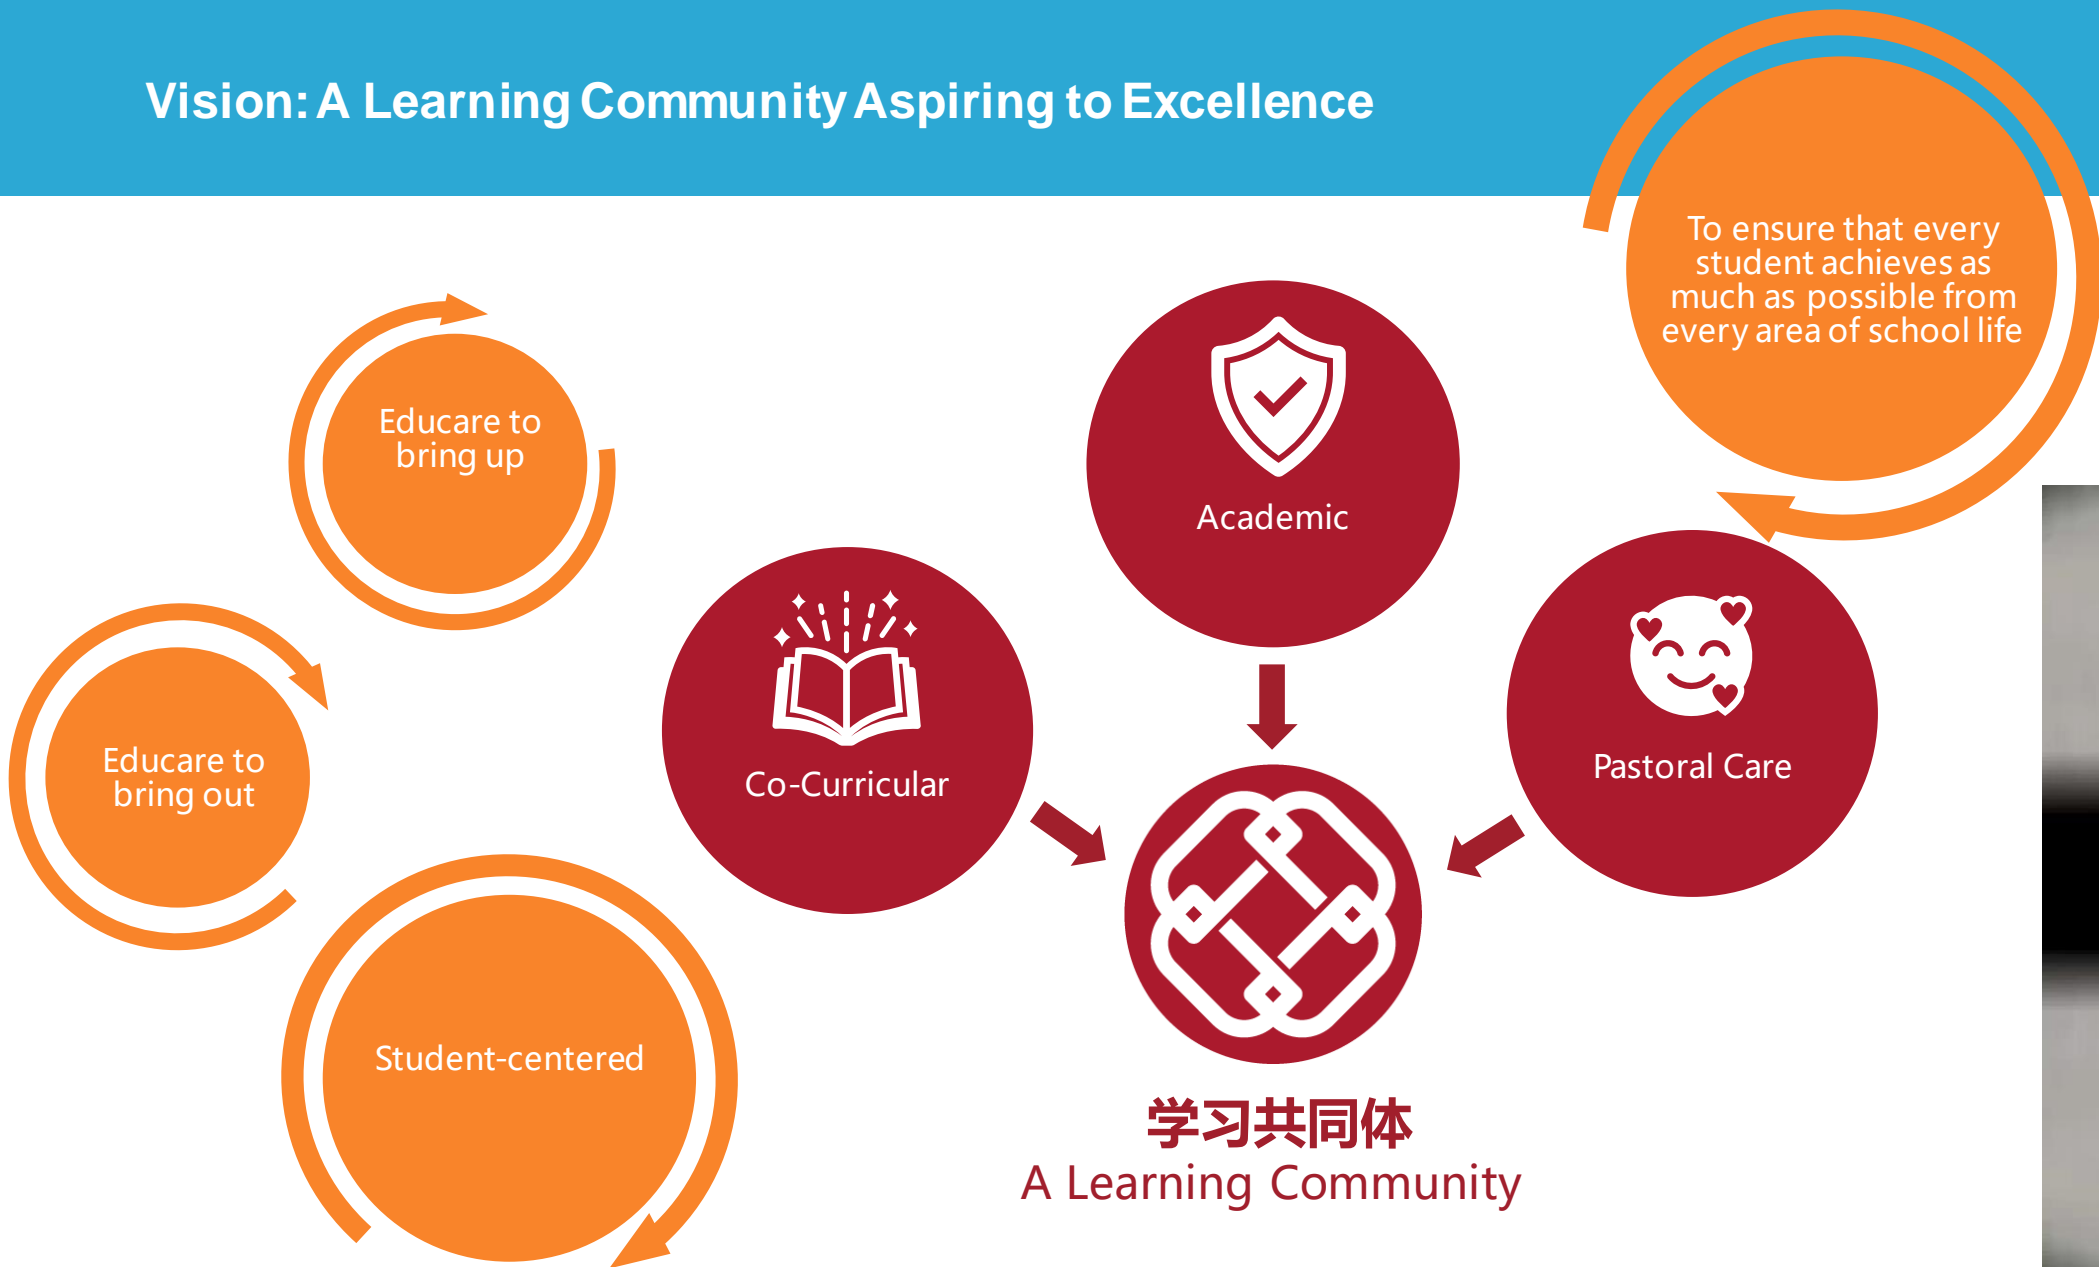 Vision: A Learning Community Aspiring to Excellence
To ensure that every
student achieves as
much as possible from
every area of school life
Educare to
bring up
Academic
Educare to
bring out
Co-Curricular
Pastoral Care
Student-centered
学习共同体
A Learning Community